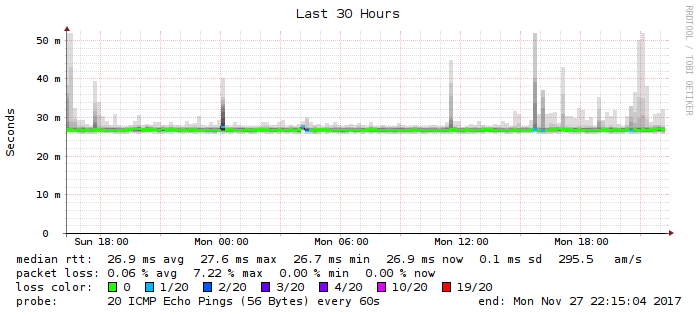 Last 30 Hours
RRDTOOL / TOBI OETIKER
Seconds
50 m
40 m
30 m
20 m
10 m
0
Sun 18:00 Mon 00:00 Mon 06:00 Mon 12:00 Mon 18:00
median rtt: 26.9 ms avg 27.6 ms max 26.7 ms min 26.9 ms now 0.1 ms sd 295.5 am/s
packet loss: 0.06 % avg 7.22 % max 0.00 % min 0.00 % now
loss color: 0 1/20 2/20 3/20 4/20 10/20 19/20
probe: 20 ICMP Echo Pings (56 Bytes) every 60s end: Mon Nov 27 22:15:04 2017